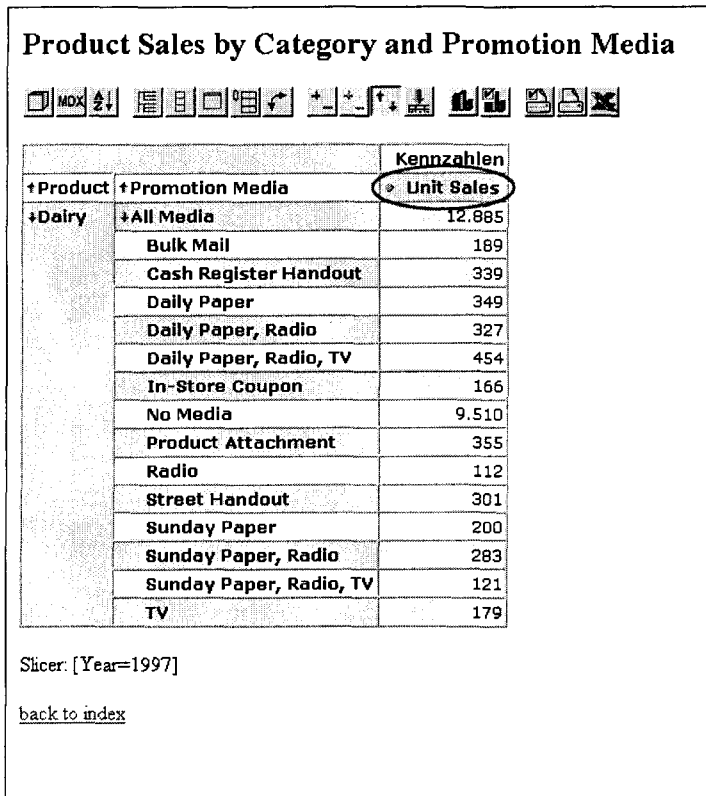 Product Sales by Category and Promotion Media
MDX
Kennzahlen
Product Promotion Media Unit Sales
Dairy All Media 12.885
Bulk Mail 189
Cash Register Handout 339
Daily Paper 349
Daily Paper, Radio 327
Daily Paper, Radio, TV 454
In-Store Coupon 166
No Media 9.510
Product Attachment 355
Radio 112
Street Handout 301
Sunday Paper 200
Sunday Paper, Radio 283
Sunday Paper, Radio, TV 121
TV 179
Slicer: [Year=1997]
back to index